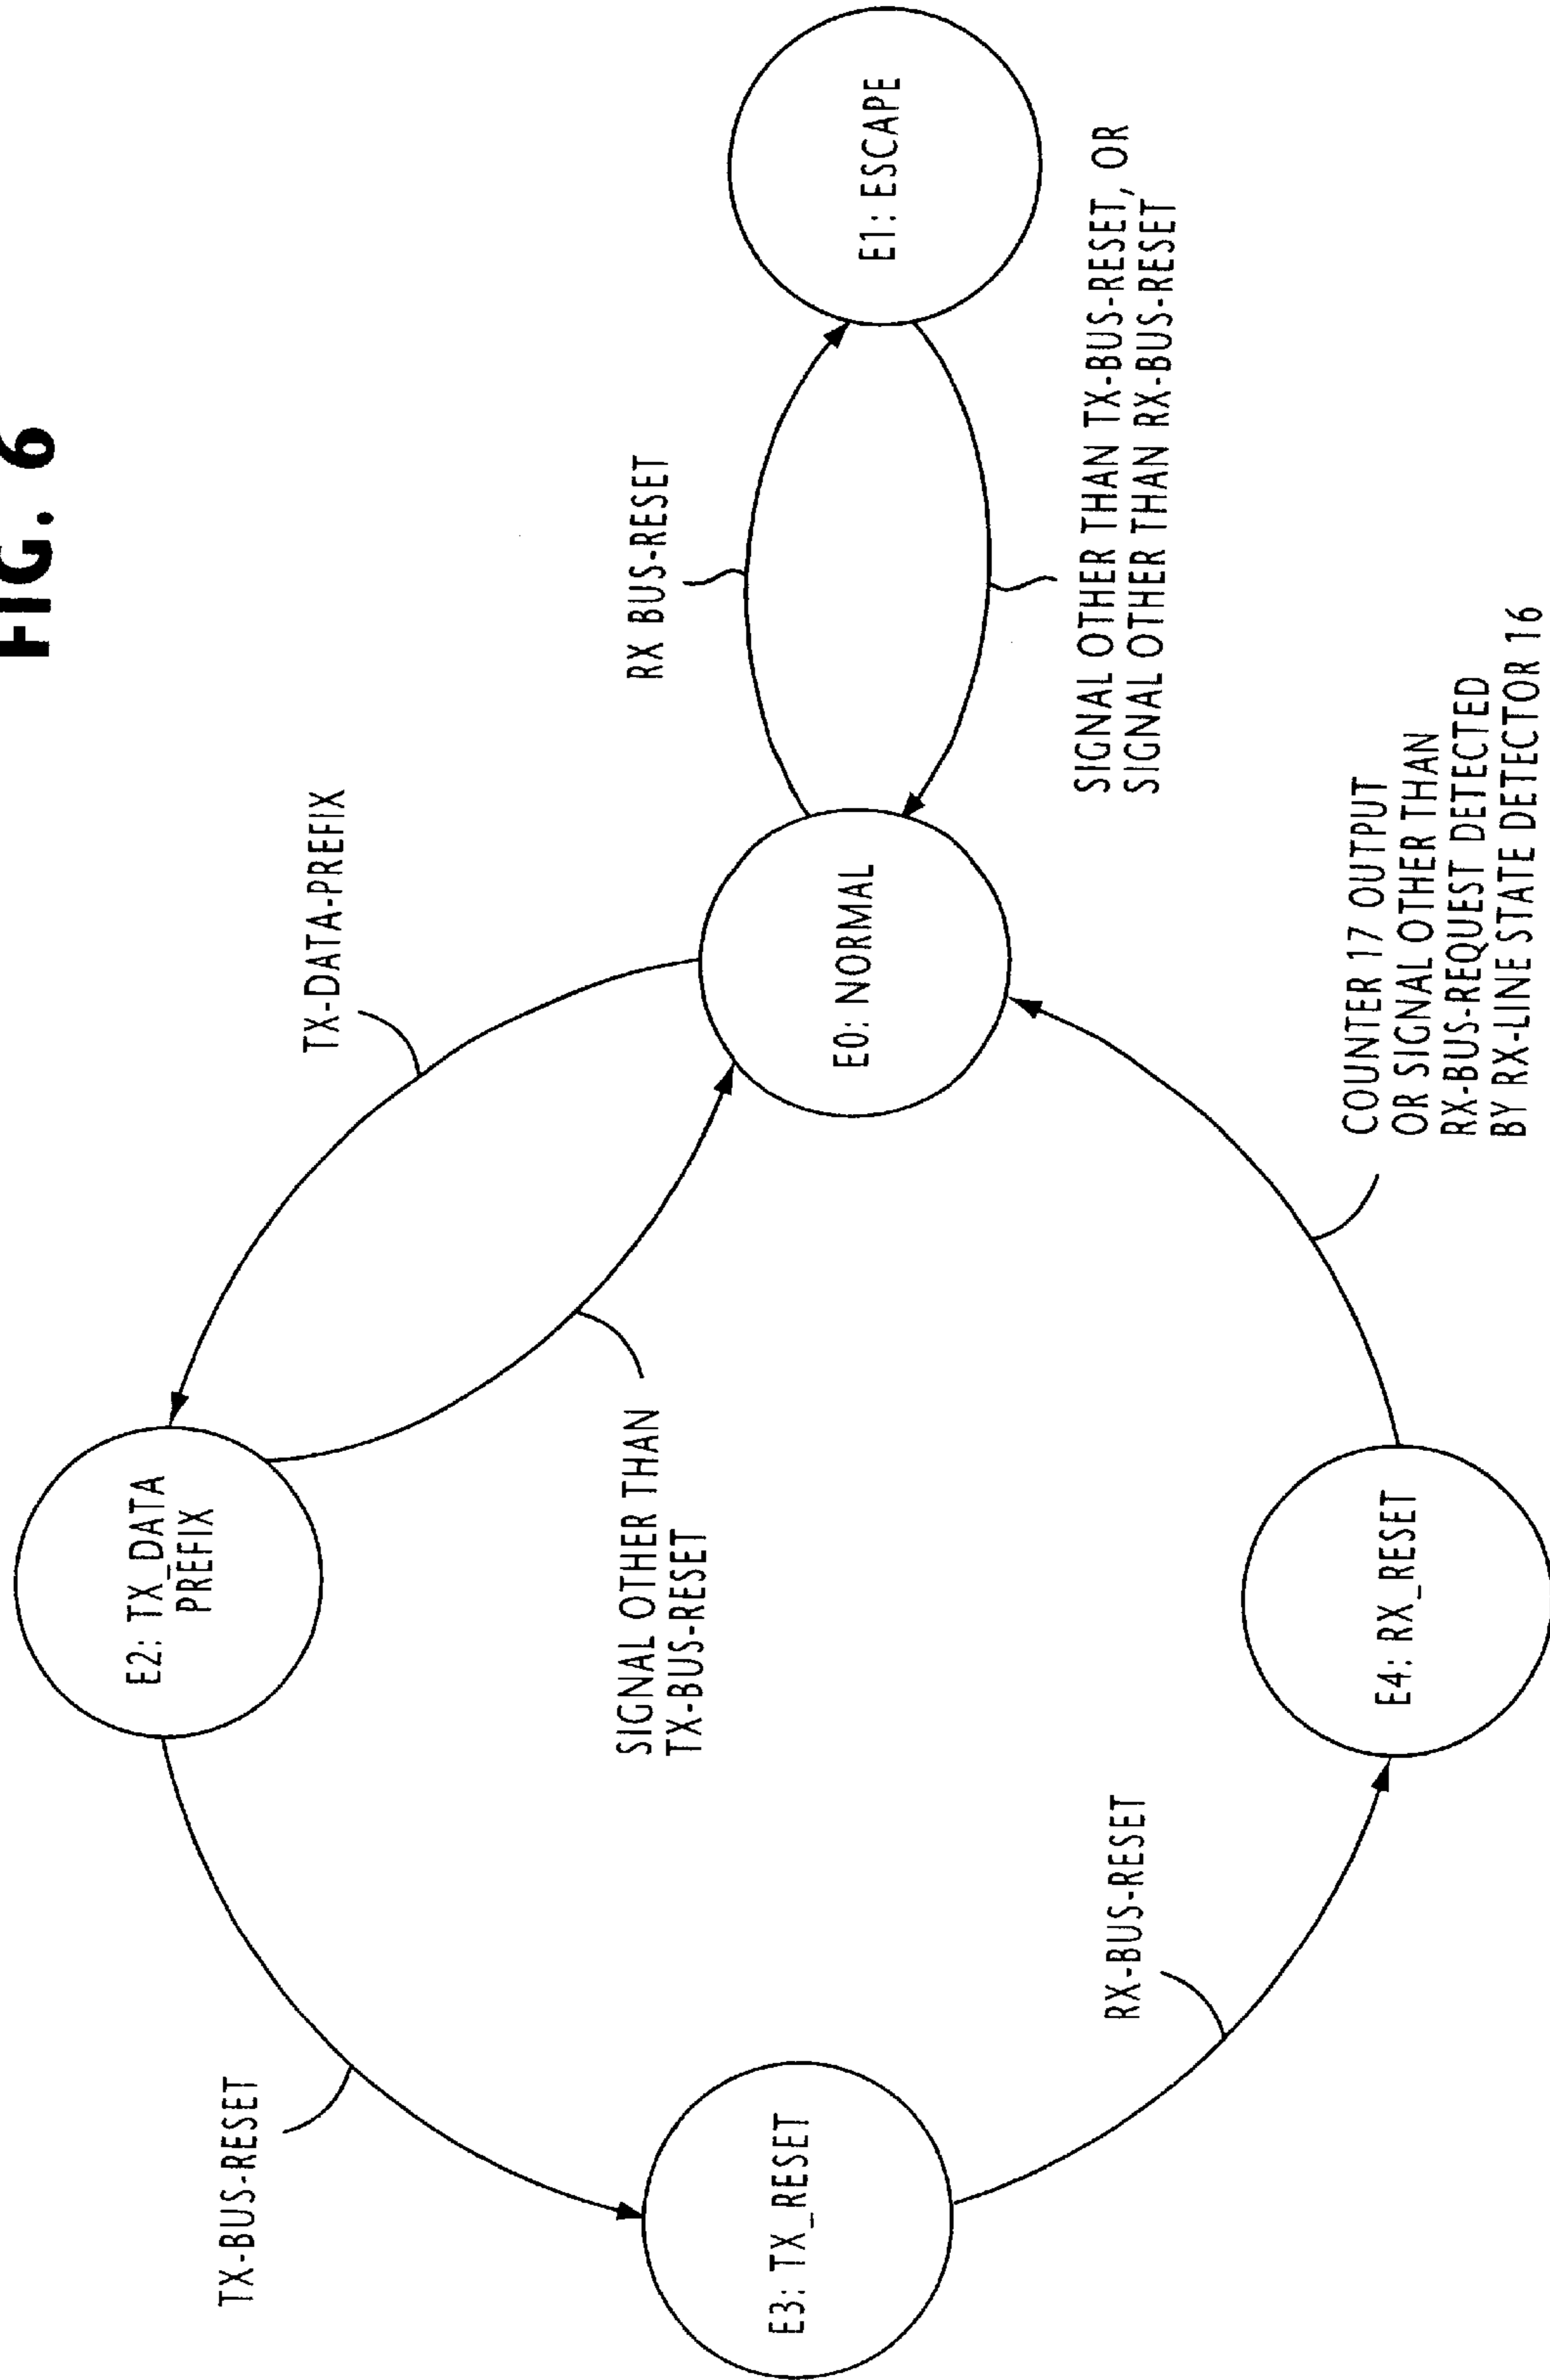 FIG. 6
TX-BUS-RESET
E2: TX_DATA
PREFIX
TX-DATA-PREFIX
SIGNAL OTHER THAN
TX-BUS-RESET
RX BUS-RESET
E3: TX_RESET
E0: NORMAL
E1: ESCAPE
SIGNAL OTHER THAN TX-BUS-RESET, OR
SIGNAL OTHER THAN RX-BUS-RESET
RX-BUS-RESET
E4: RX_RESET
COUNTER 17 OUTPUT
OR SIGNAL OTHER THAN
RX-BUS-REQUEST DETECTED
BY RX-LINE STATE DETECTOR 16